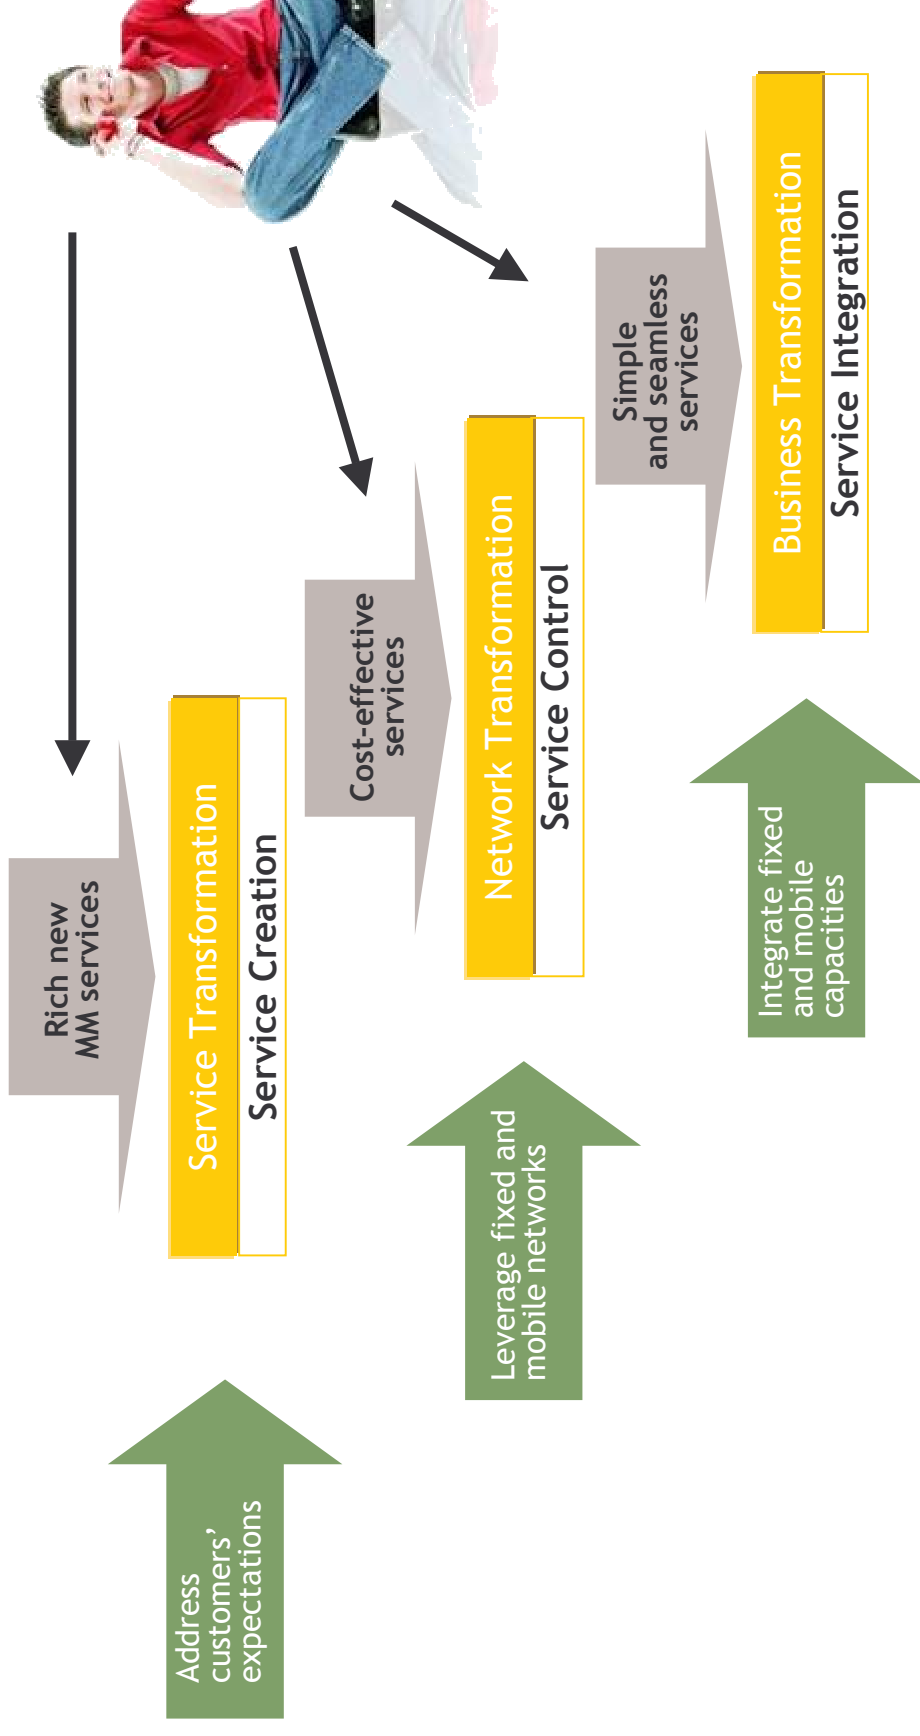 Rich new
MM services
Service Transformation
Service Creation
Address
customers’
expectations
Cost-effective
services
Network Transformation
Service Control
Leverage fixed and
mobile networks
Simple
and seamless
services
Business Transformation
Service Integration
Integrate fixed
and mobile
capacities